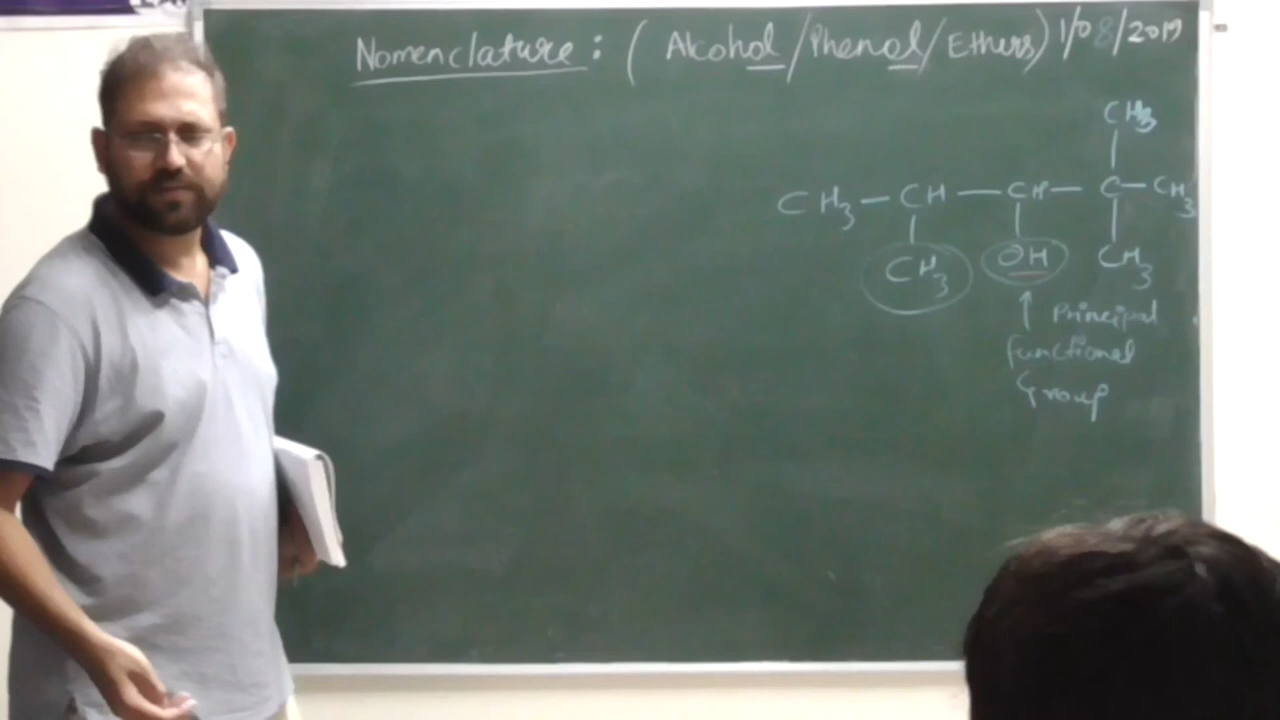 Nomenclature : ( Alcohol / Phenol / Ethers ) 1/08/2019
CH3
CH3 — CH — CH — C — CH3
CH3 OH CH3
↑ Principal
functional
Group